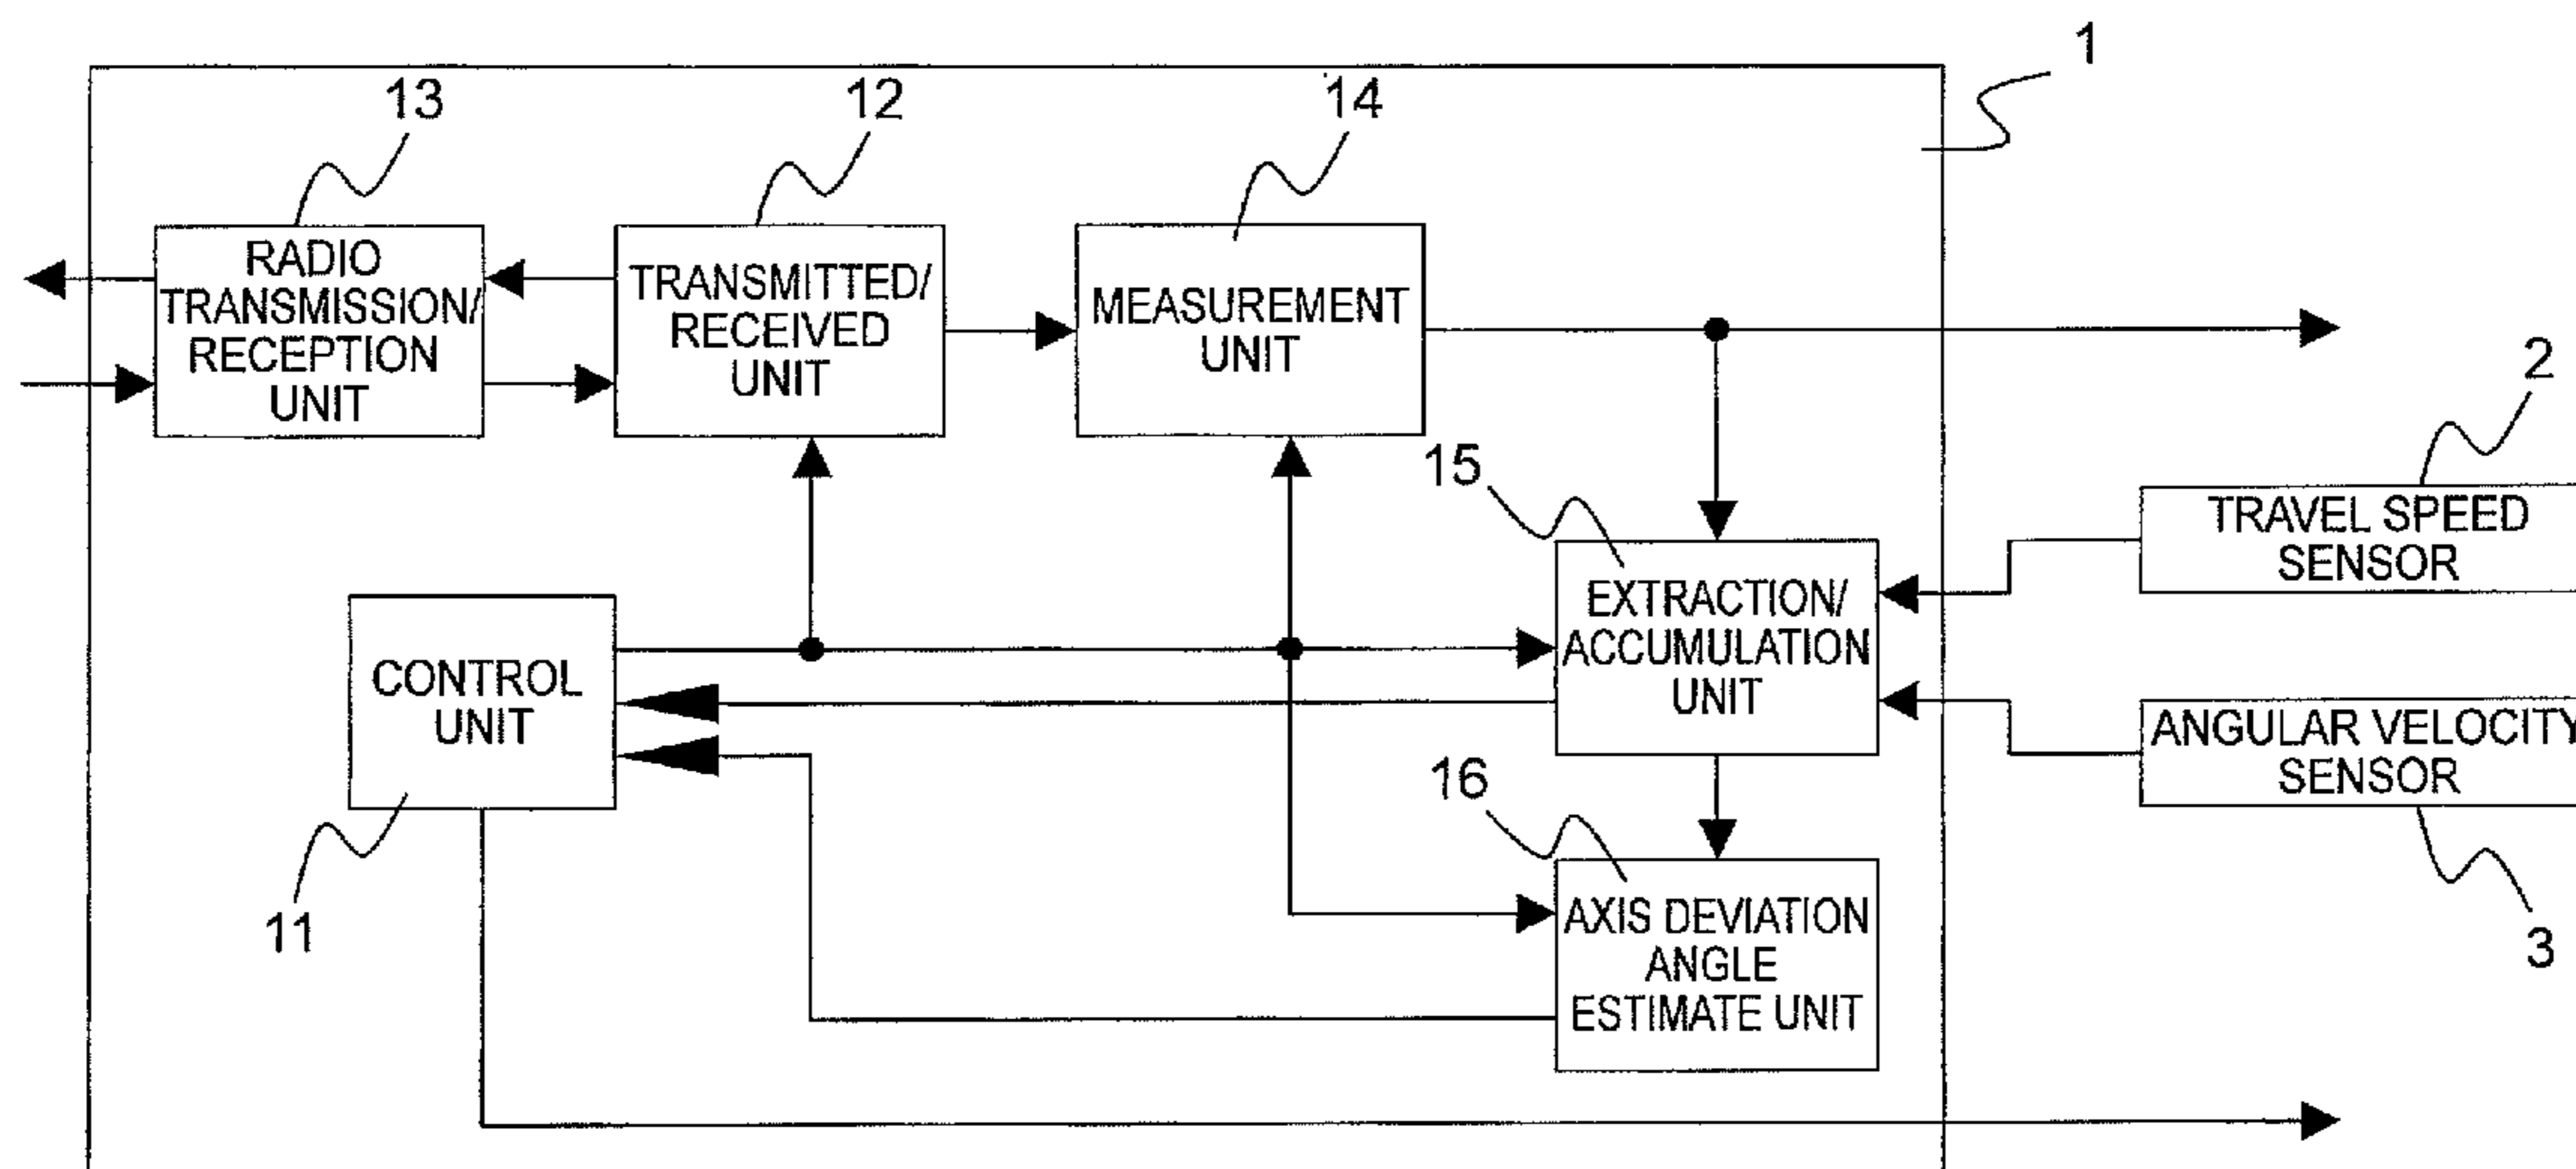 1
13
12
14
RADIO
TRANSMISSION/
RECEPTION
UNIT
TRANSMITTED/
RECEIVED
UNIT
MEASUREMENT
UNIT
2
15
TRAVEL SPEED
SENSOR
EXTRACTION/
ACCUMULATION
UNIT
CONTROL
UNIT
ANGULAR VELOCITY
SENSOR
16
11
AXIS DEVIATION
ANGLE
ESTIMATE UNIT
3